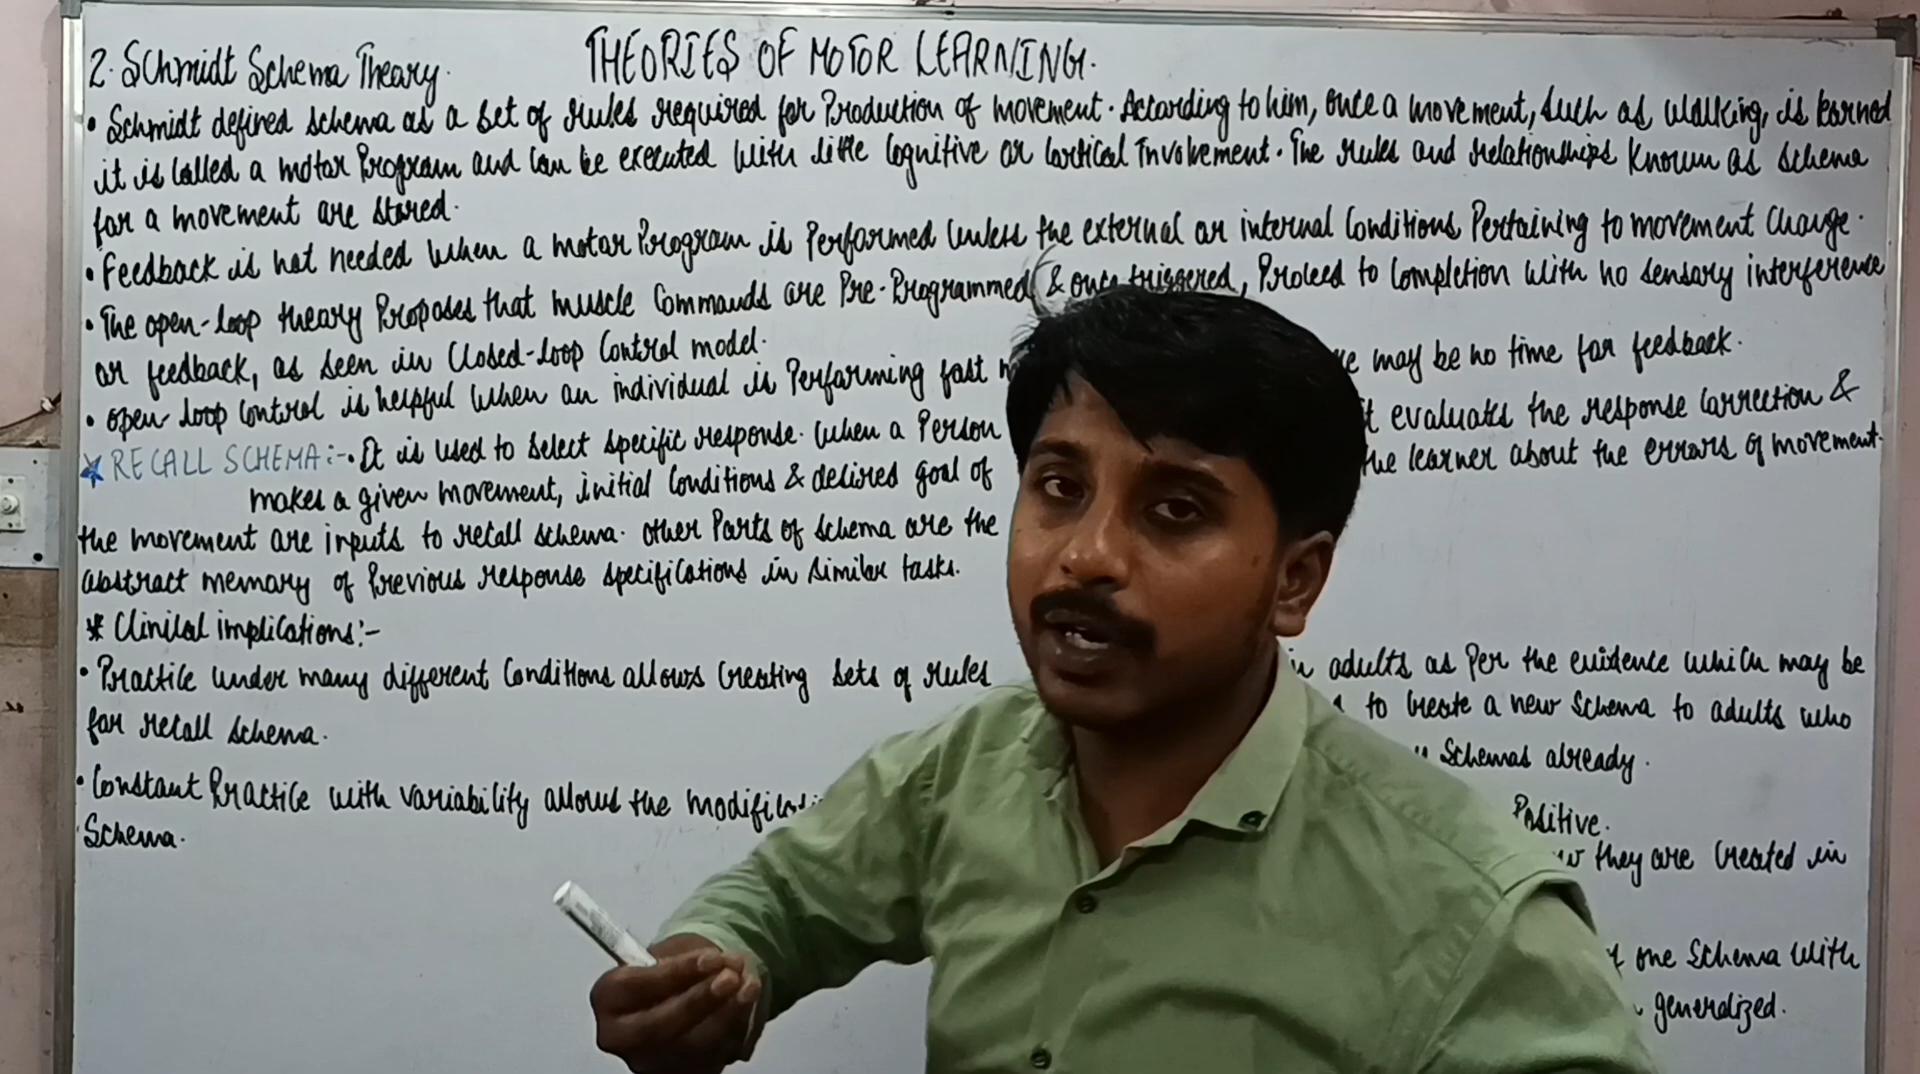 THEORIES OF MOTOR LEARNING.
2. Schmidt Schema Theary.
• Schmidt defined schema as a set of rules required for Production of movement. According to him, once a movement, such as walking, is learned
it is called a motor Program and can be executed with little Cognitive or Cortical Involvement. The rules and relationships known as schema
for a movement are stored.
• Feedback is not needed when a motor Program is Performed unless the external or internal Conditions Pertaining to movement Change.
• The open-loop theory Proposes that muscle Commands are Pre-Programmed & once triggered, Proceed to Completion with no sensory interference
or feedback, as seen in Closed-loop Control model.
• open-loop control is helpful when an individual is Performing fast may be no time for feedback.
★ RECALL SCHEMA:- • It is used to select specific response. When a Person
makes a given movement, initial Conditions & desired goal of
the movement are inputs to recall schema. other Parts of schema are the
abstract memory of Previous response specifications in similar tasks.
evaluates the response Correction &
the learner about the errors of movement.
* Clinical implications:-
• Practice under many different Conditions allows Creating sets of rules
for recall schema.
• Constant Practice with variability allows the
Schema.
in adults as Per the evidence which may be
to Create a new Schema to adults who
Schemas already.
Positive.
they are Created in
one Schema with
generalized.